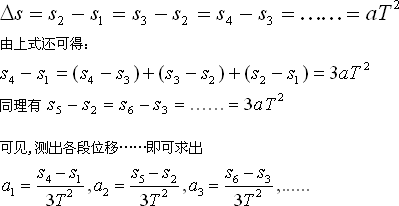 Δs = s₂ − s₁ = s₃ − s₂ = s₄ − s₃ = …… = aT²
由上式还可得：
s₄ − s₁ = (s₄ − s₃) + (s₃ − s₂) + (s₂ − s₁) = 3aT²
同理有 s₅ − s₂ = s₆ − s₃ = …… = 3aT²
可见，测出各段位移……即可求出
a₁ = (s₄ − s₁)/3T² , a₂ = (s₅ − s₂)/3T² , a₃ = (s₆ − s₃)/3T² ,……